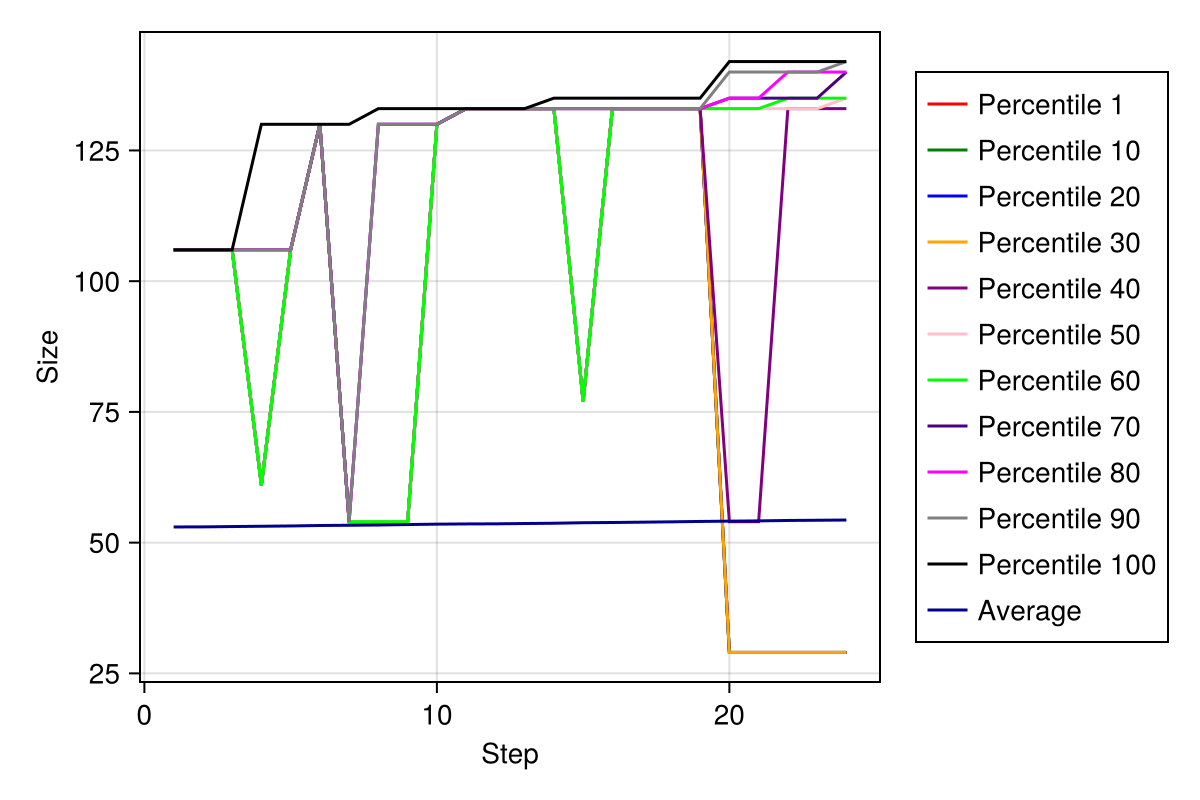 125
100
75
50
25
Size
0 10 20
Step
Percentile 1
Percentile 10
Percentile 20
Percentile 30
Percentile 40
Percentile 50
Percentile 60
Percentile 70
Percentile 80
Percentile 90
Percentile 100
Average